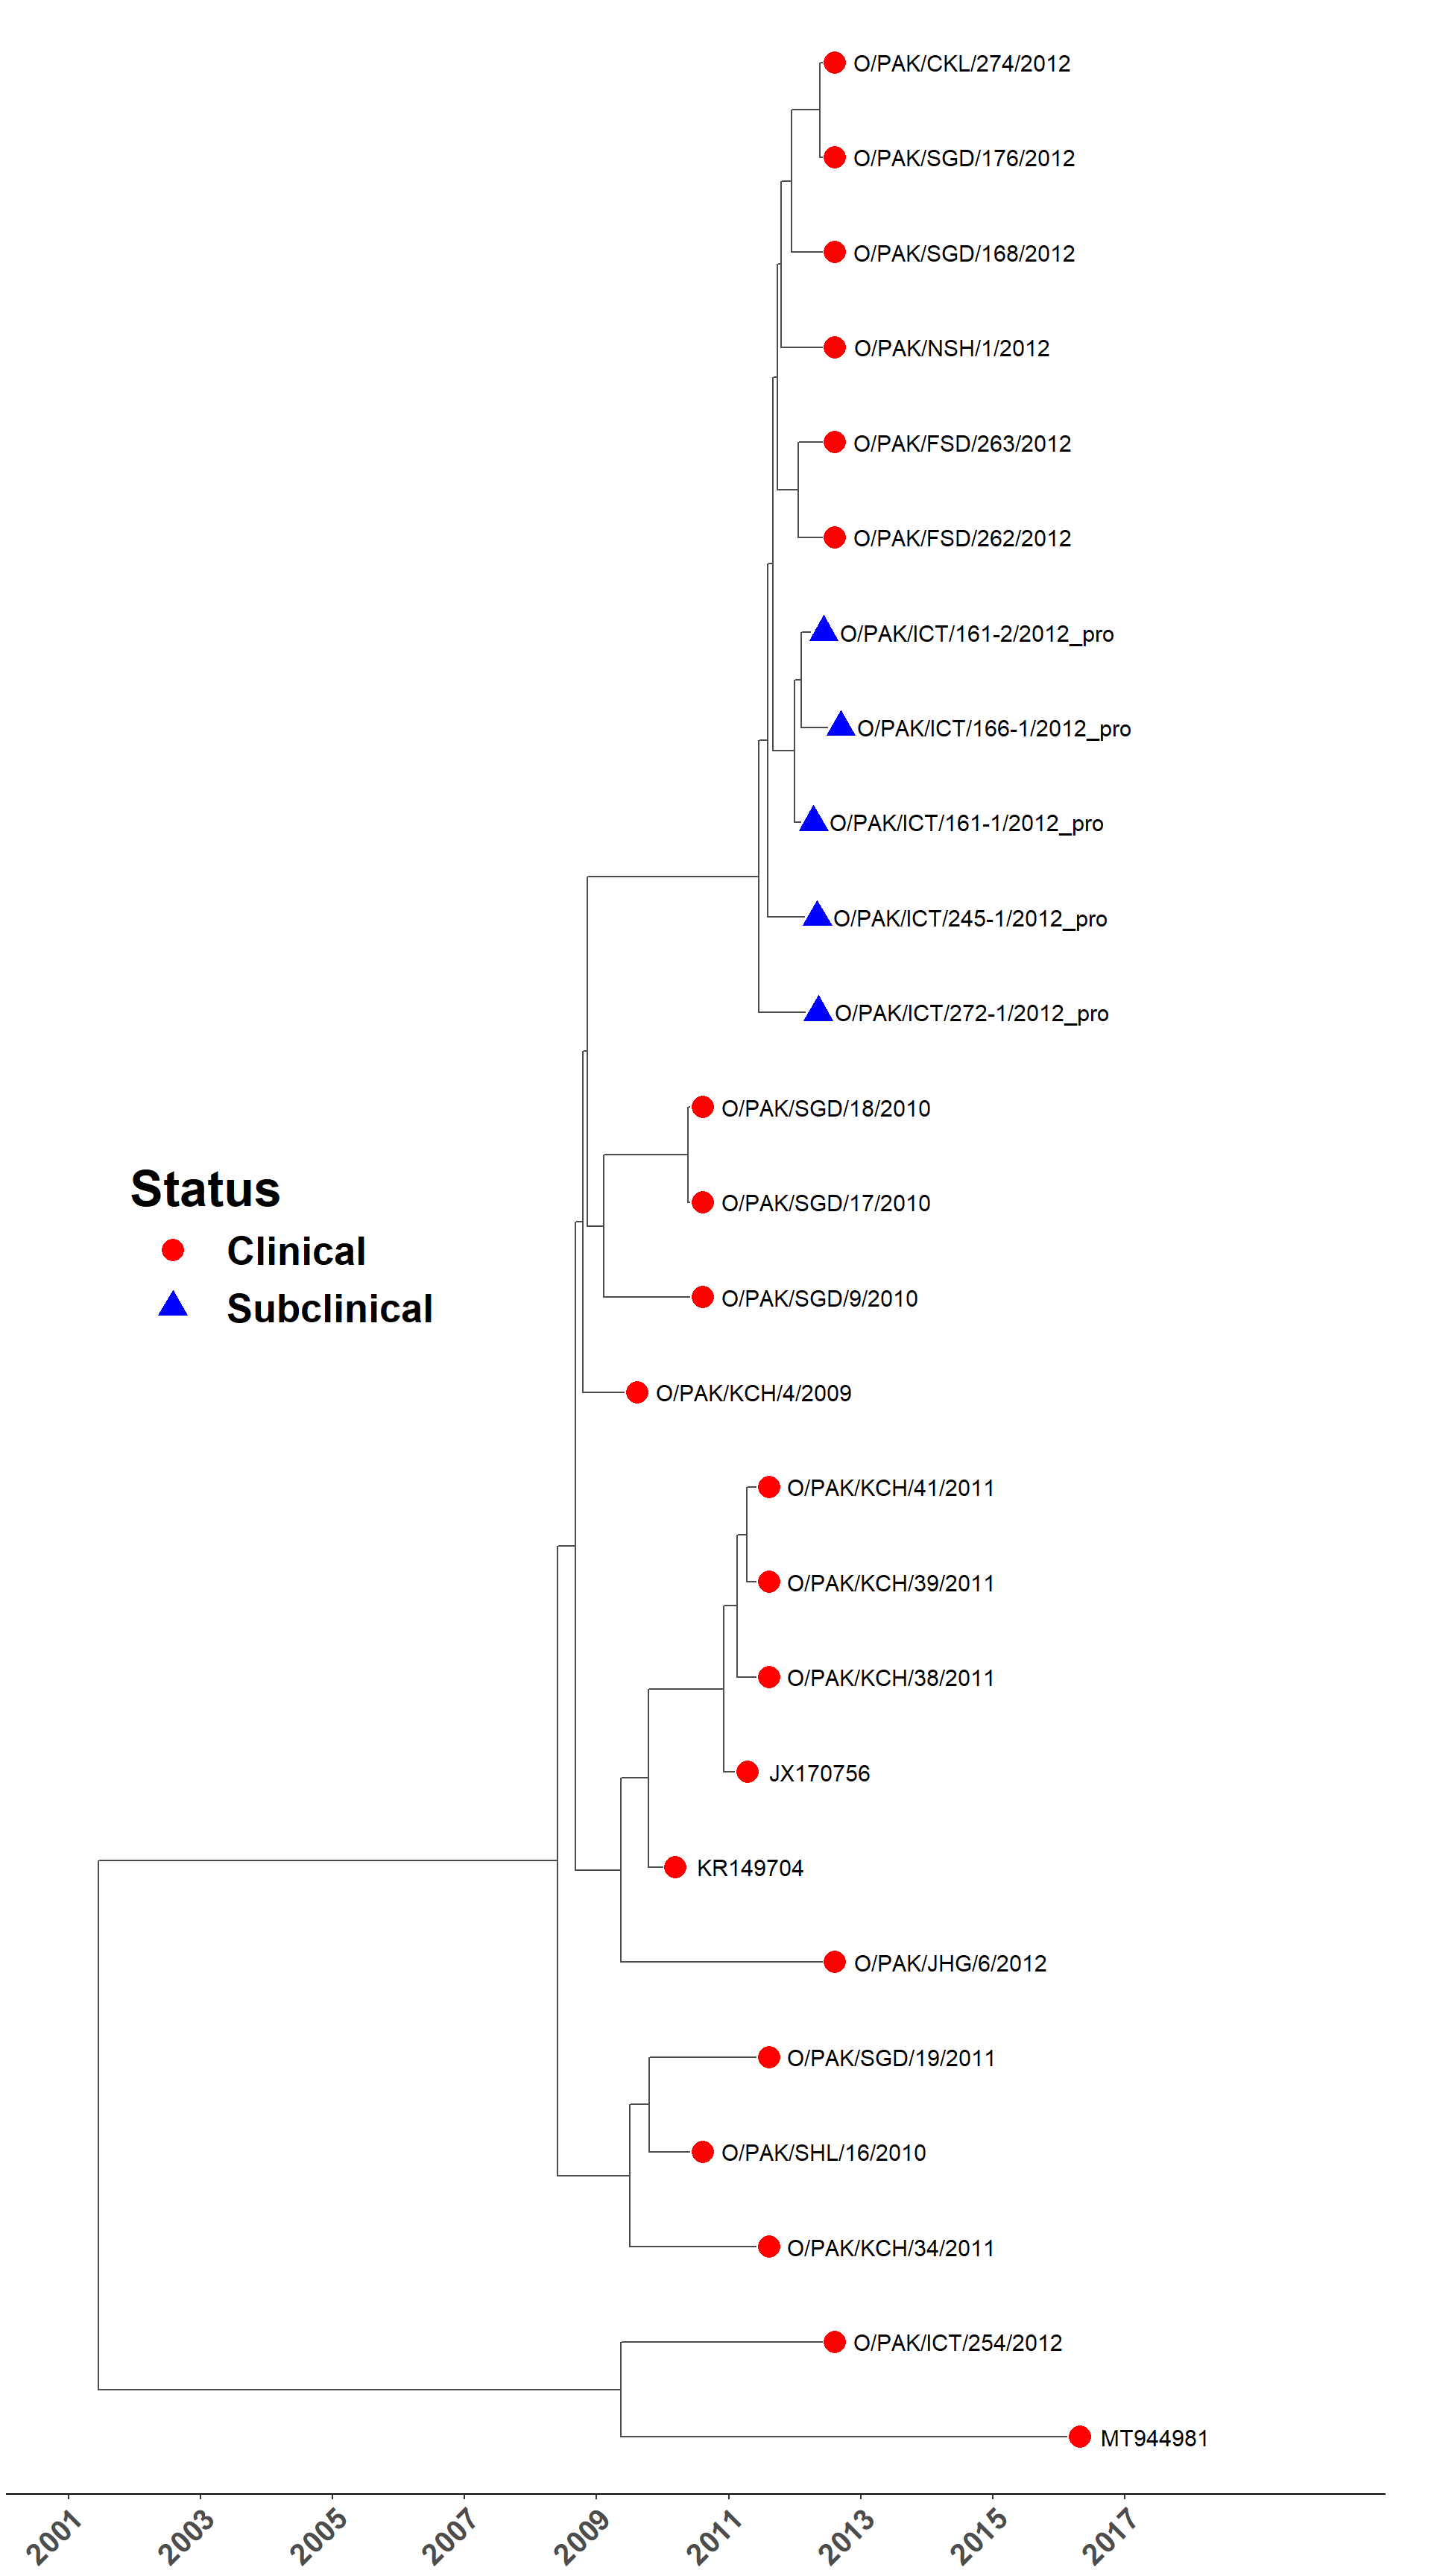 O/PAK/CKL/274/2012
O/PAK/SGD/176/2012
O/PAK/SGD/168/2012
O/PAK/NSH/1/2012
O/PAK/FSD/263/2012
O/PAK/FSD/262/2012
O/PAK/ICT/161-2/2012_pro
O/PAK/ICT/166-1/2012_pro
O/PAK/ICT/161-1/2012_pro
O/PAK/ICT/245-1/2012_pro
O/PAK/ICT/272-1/2012_pro
O/PAK/SGD/18/2010
O/PAK/SGD/17/2010
O/PAK/SGD/9/2010
O/PAK/KCH/4/2009
O/PAK/KCH/41/2011
O/PAK/KCH/39/2011
O/PAK/KCH/38/2011
JX170756
KR149704
O/PAK/JHG/6/2012
O/PAK/SGD/19/2011
O/PAK/SHL/16/2010
O/PAK/KCH/34/2011
O/PAK/ICT/254/2012
MT944981
Status
Clinical
Subclinical
2001 2003 2005 2007 2009 2011 2013 2015 2017